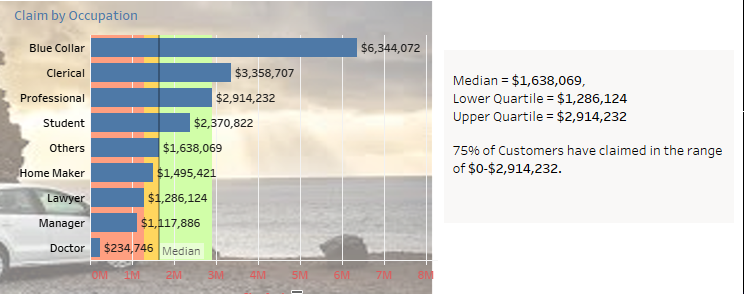 Claim by Occupation
Blue Collar $6,344,072
Clerical $3,358,707
Professional $2,914,232
Student $2,370,822
Others $1,638,069
Home Maker $1,495,421
Lawyer $1,286,124
Manager $1,117,886
Doctor $234,746 Median
0M 1M 2M 3M 4M 5M 6M 7M 8M
Median = $1,638,069,
Lower Quartile = $1,286,124
Upper Quartile = $2,914,232
75% of Customers have claimed in the range
of $0-$2,914,232.